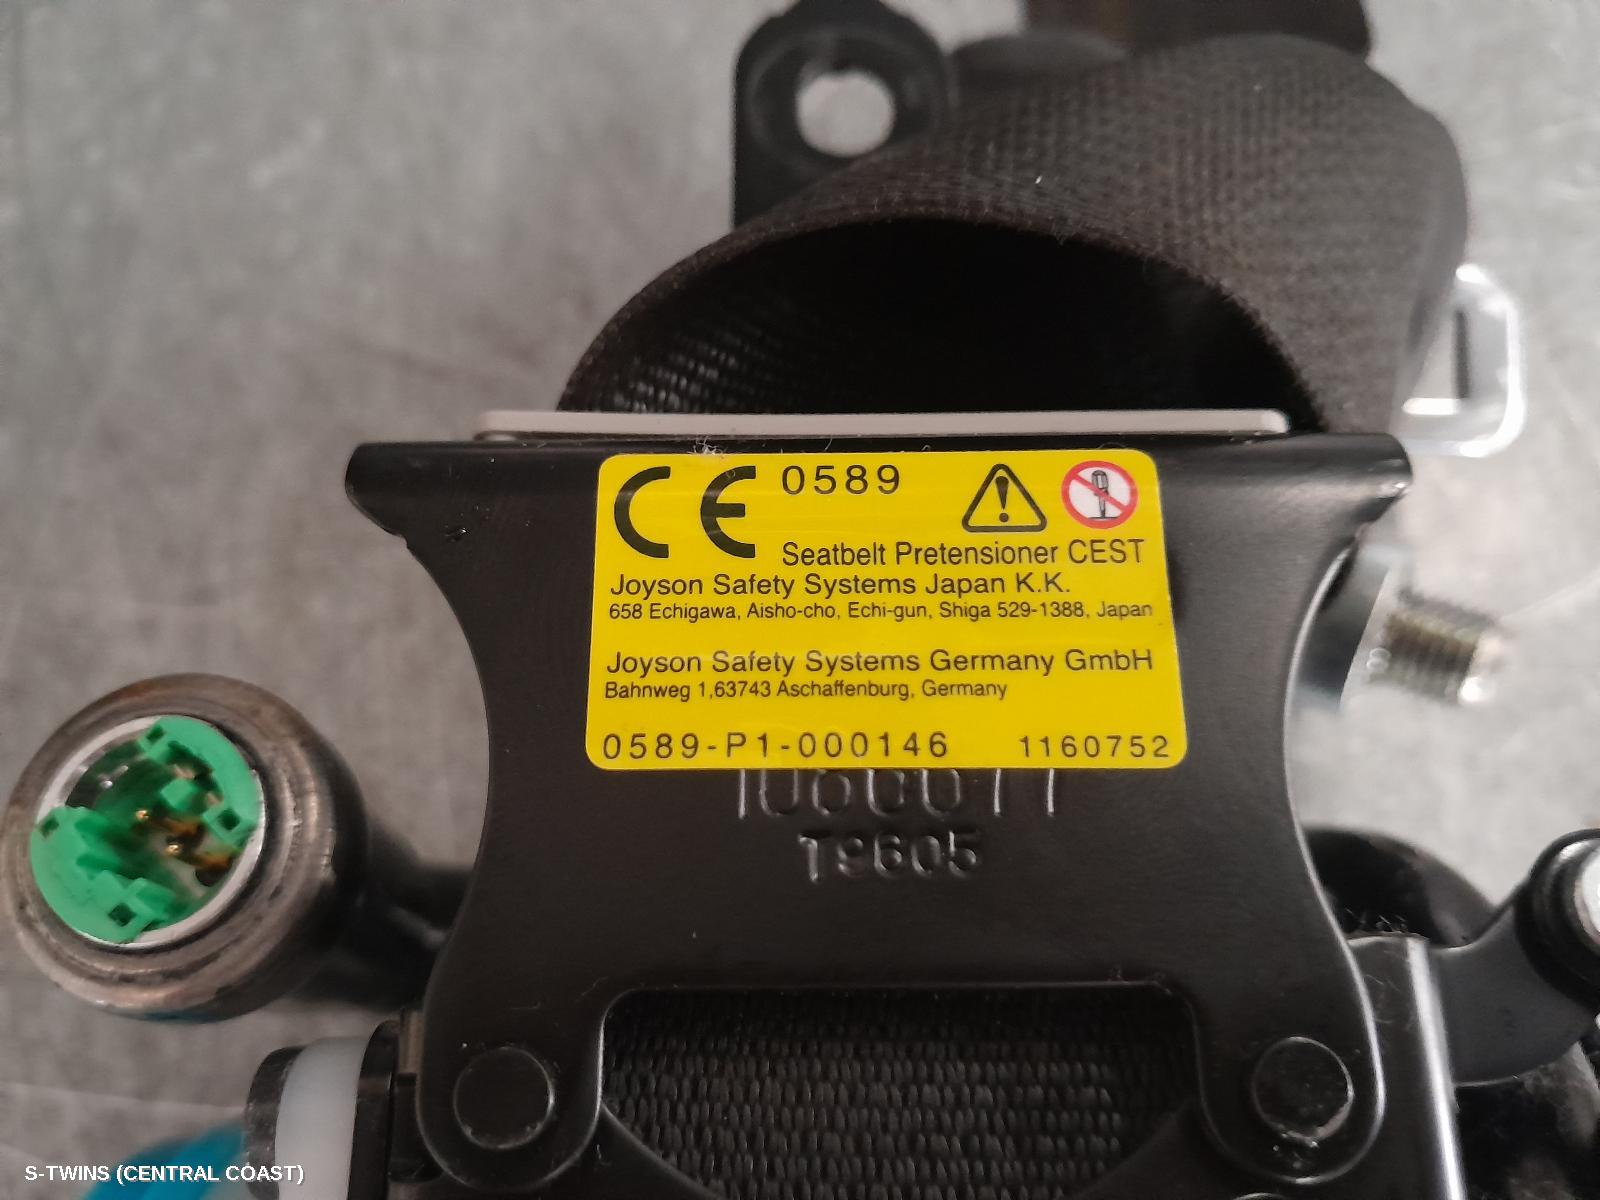 CE 0589
Seatbelt Pretensioner CEST
Joyson Safety Systems Japan K.K.
658 Echigawa, Aisho-cho, Echi-gun, Shiga 529-1388, Japan
Joyson Safety Systems Germany GmbH
Bahnweg 1,63743 Aschaffenburg, Germany
0589-P1-000146 1160752
T9605
S-TWINS (CENTRAL COAST)